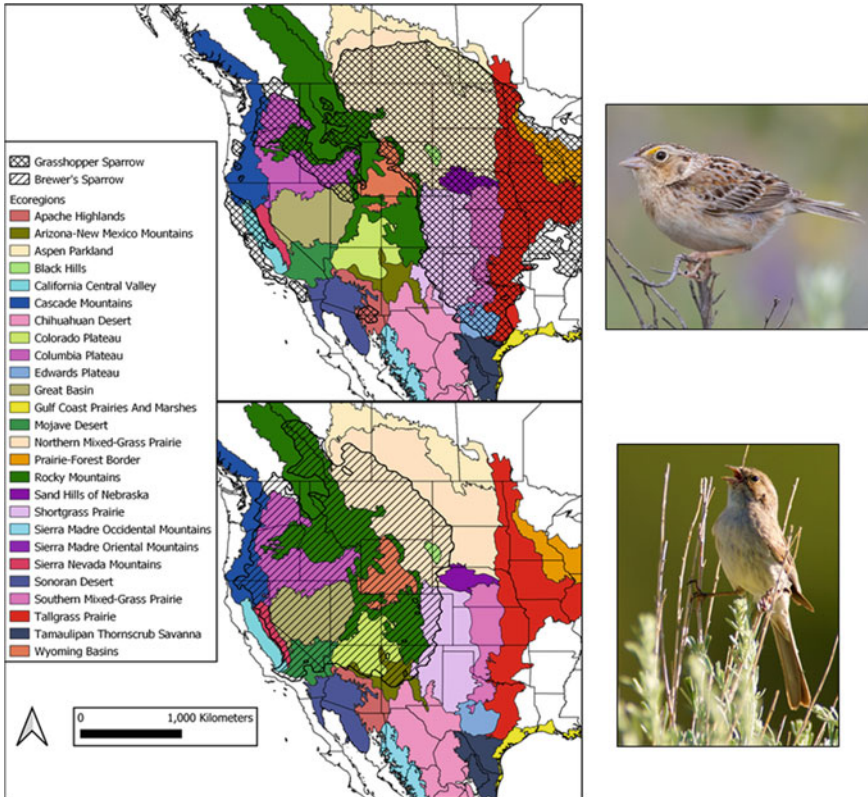 Grasshopper Sparrow
Brewer's Sparrow
Ecoregions
Apache Highlands
Arizona-New Mexico Mountains
Aspen Parkland
Black Hills
California Central Valley
Cascade Mountains
Chihuahuan Desert
Colorado Plateau
Columbia Plateau
Edwards Plateau
Great Basin
Gulf Coast Prairies And Marshes
Mojave Desert
Northern Mixed-Grass Prairie
Prairie-Forest Border
Rocky Mountains
Sand Hills of Nebraska
Shortgrass Prairie
Sierra Madre Occidental Mountains
Sierra Madre Oriental Mountains
Sierra Nevada Mountains
Sonoran Desert
Southern Mixed-Grass Prairie
Tallgrass Prairie
Tamaulipan Thornscrub Savanna
Wyoming Basins
0 1,000 Kilometers